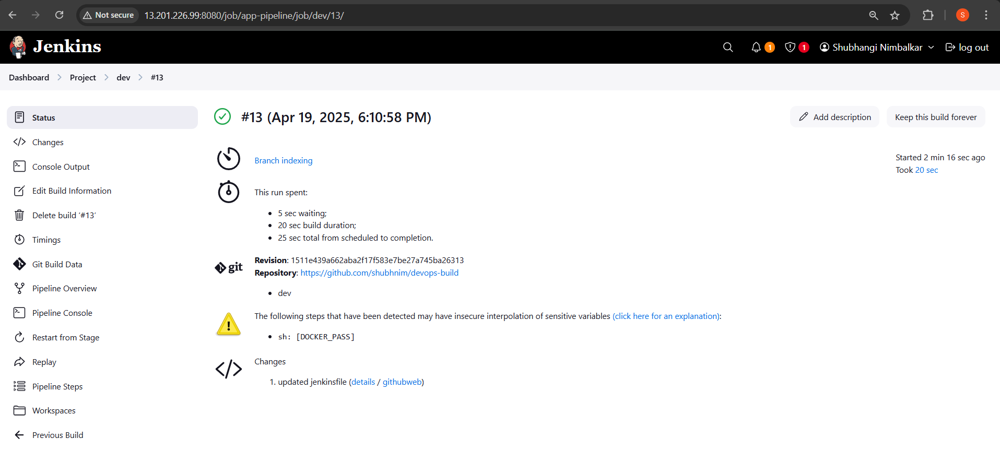 Not secure 13.201.226.99:8080/job/app-pipeline/job/dev/13/
S
Jenkins
1
1
Shubhangi Nimbalkar
log out
Dashboard > Project > dev > #13
Status
Changes
Console Output
Edit Build Information
Delete build ‘#13’
Timings
Git Build Data
Pipeline Overview
Pipeline Console
Restart from Stage
Replay
Pipeline Steps
Workspaces
Previous Build
#13 (Apr 19, 2025, 6:10:58 PM)
Add description
Keep this build forever
Branch indexing
Started 2 min 16 sec ago
Took 20 sec
This run spent:
• 5 sec waiting;
• 20 sec build duration;
• 25 sec total from scheduled to completion.
git
Revision: 1511e439a662aba2f17f583e7be27a745ba26313
Repository: https://github.com/shubhnim/devops-build
• dev
The following steps that have been detected may have insecure interpolation of sensitive variables (click here for an explanation):
• sh: [DOCKER_PASS]
Changes
1. updated jenkinsfile (details / githubweb)